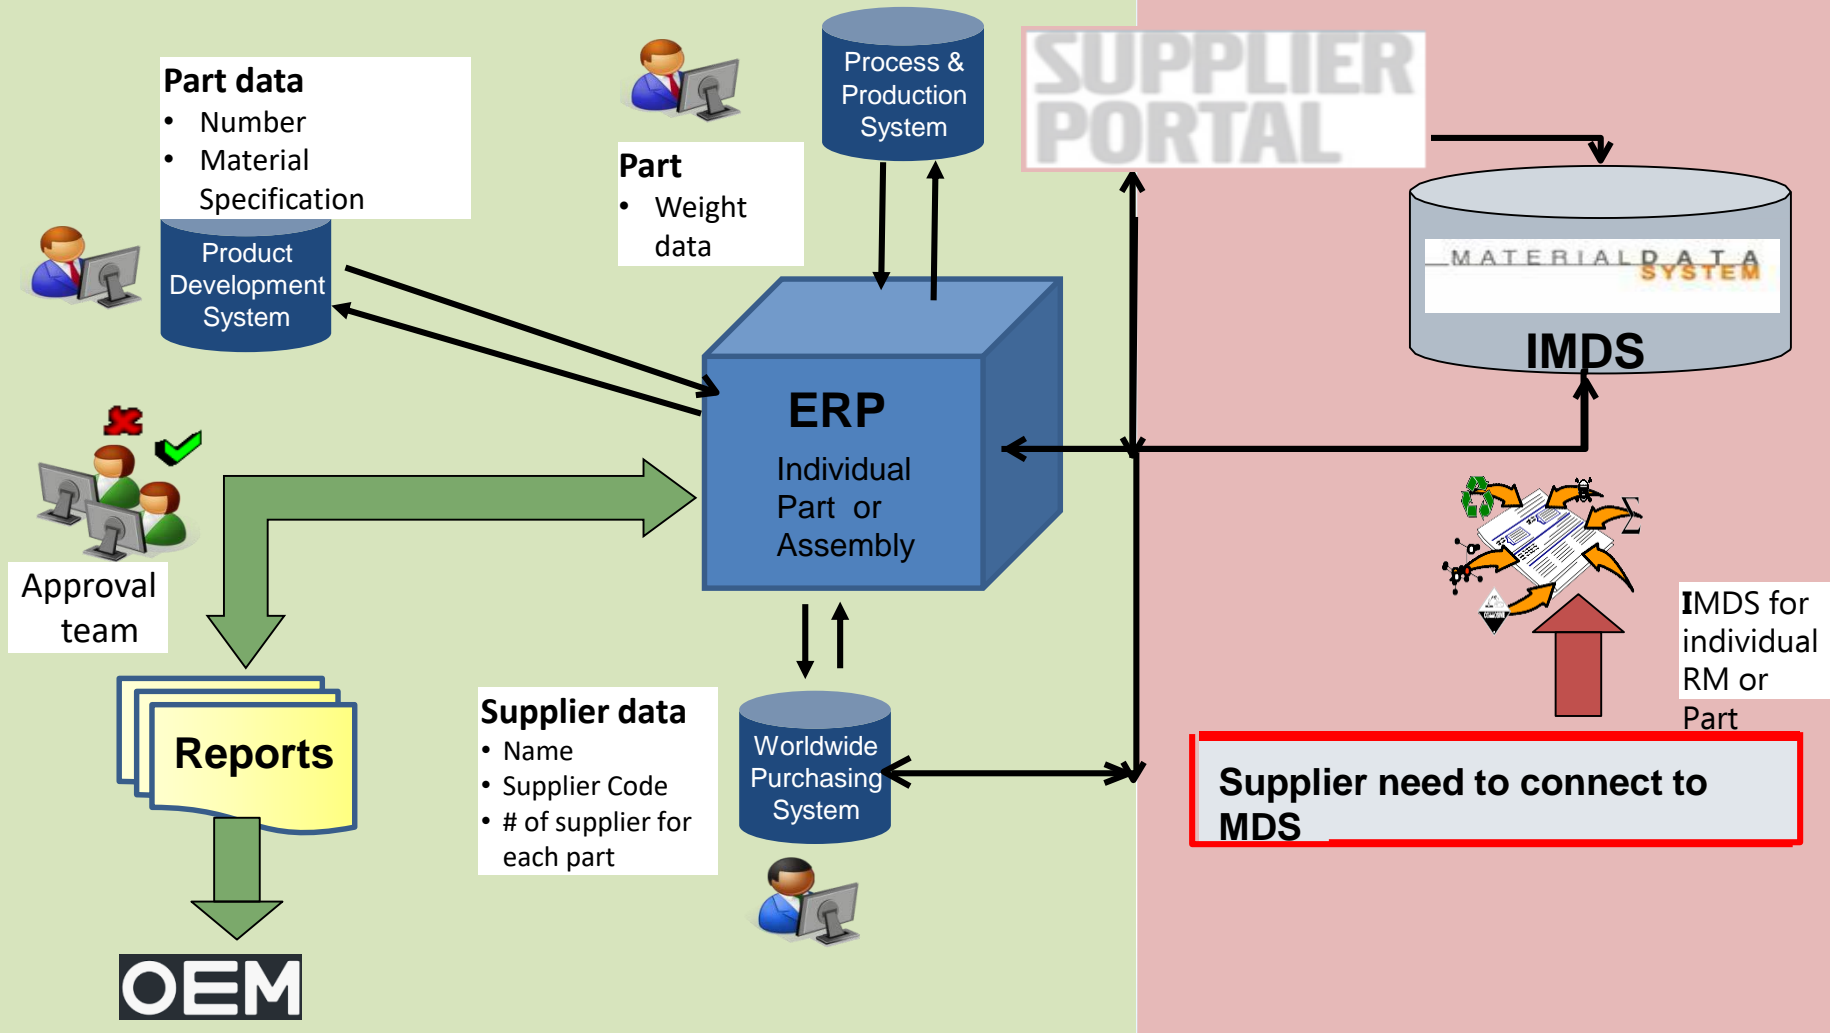 Part data
• Number
• Material
Specification
Product
Development
System
Part
• Weight
data
Process &
Production
System
SUPPLIER
PORTAL
MATERIALDATA
SYSTEM
IMDS
ERP
Individual
Part or
Assembly
Approval
team
Reports
OEM
Supplier data
• Name
• Supplier Code
• # of supplier for
each part
Worldwide
Purchasing
System
Σ
IMDS for
individual
RM or
Part
Supplier need to connect to
MDS